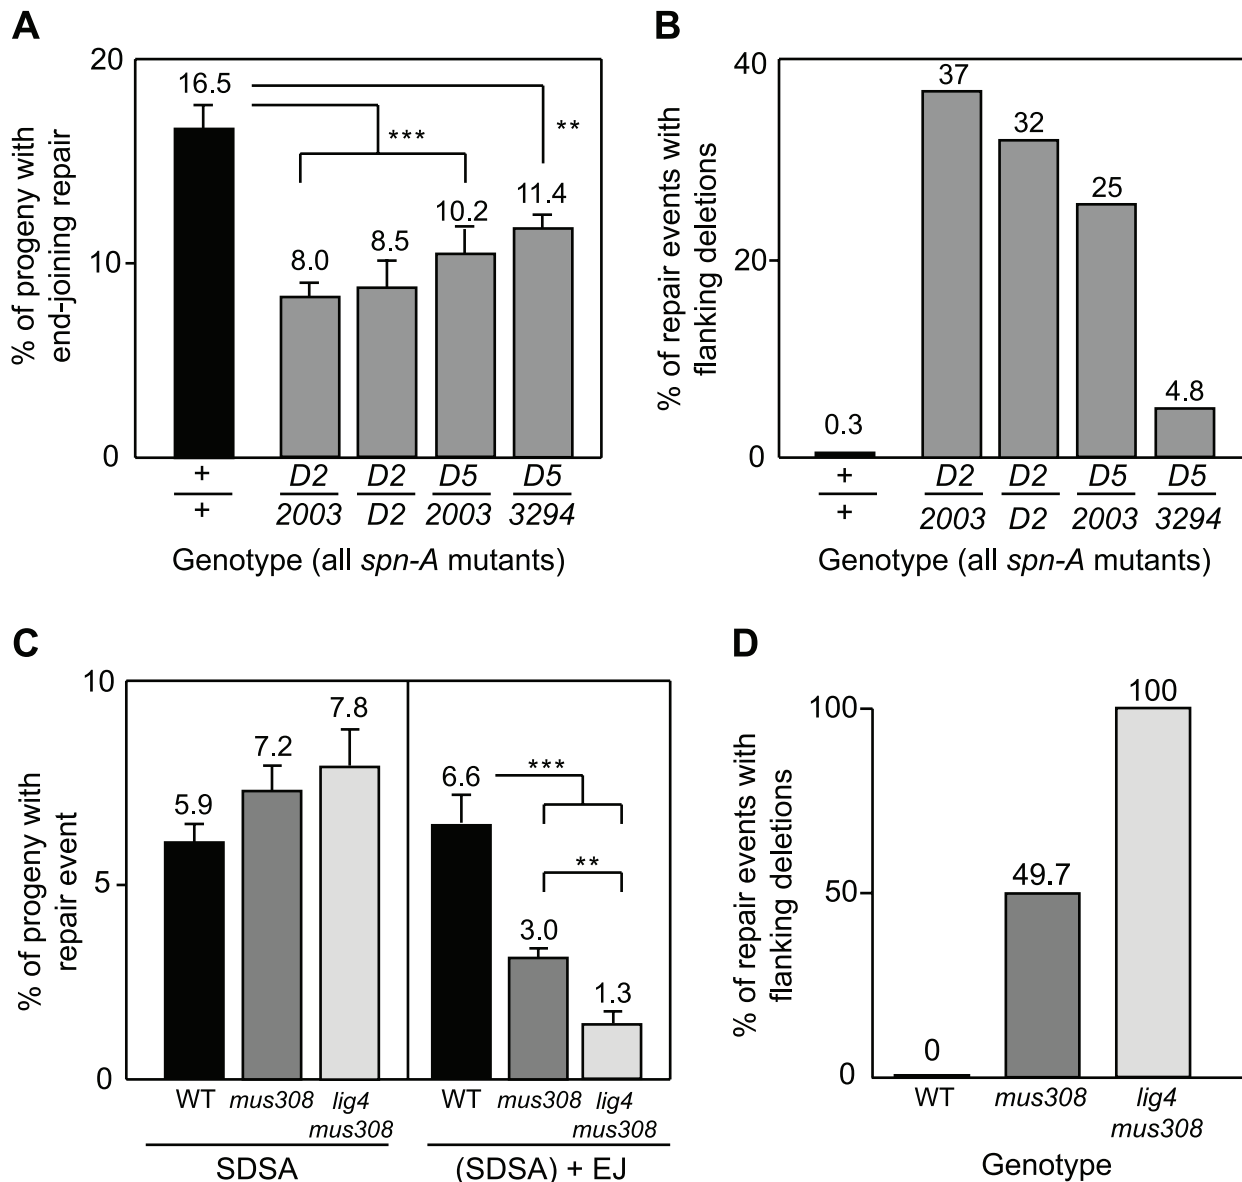 A
% of progeny with
end-joining repair
20
10
0
16.5
***
**
8.0
8.5
10.2
11.4
+
+
D2
2003
D2
D2
D5
2003
D5
3294
Genotype (all spn-A mutants)
B
% of repair events with
flanking deletions
40
20
0
0.3
37
32
25
4.8
+
+
D2
2003
D2
D2
D5
2003
D5
3294
Genotype (all spn-A mutants)
C
% of progeny with
repair event
10
5
0
5.9
7.2
7.8
6.6
***
**
3.0
1.3
WT
mus308
lig4
mus308
WT
mus308
lig4
mus308
SDSA
(SDSA) + EJ
D
% of repair events with
flanking deletions
100
50
0
0
49.7
100
WT
mus308
lig4
mus308
Genotype